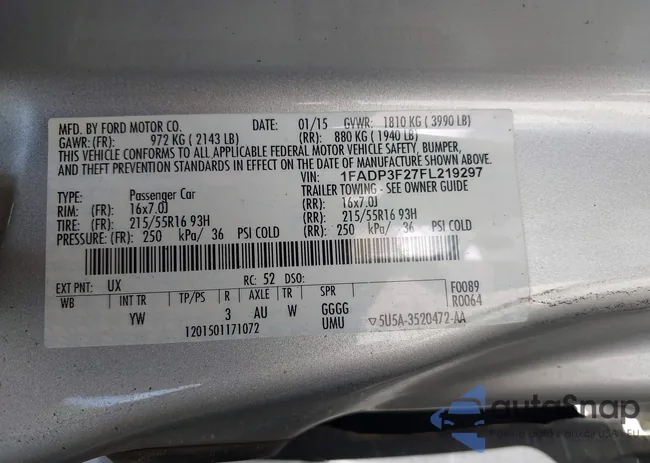 MFD. BY FORD MOTOR CO. DATE: 01/15 GVWR: 1810 KG ( 3990 LB)
GAWR: (FR): 972 KG ( 2143 LB) (RR): 880 KG ( 1940 LB)
THIS VEHICLE CONFORMS TO ALL APPLICABLE FEDERAL MOTOR VEHICLE SAFETY, BUMPER,
AND THEFT PREVENTION STANDARDS IN EFFECT ON THE DATE OF MANUFACTURE SHOWN ABOVE.
VIN: 1FADP3F27FL219297
TYPE: Passenger Car TRAILER TOWING - SEE OWNER GUIDE
RIM: (FR): 16x7.0J (RR): 16x7.0J
TIRE: (FR): 215/55R16 93H (RR): 215/55R16 93H
PRESSURE: (FR): 250 kPa/ 36 PSI COLD (RR): 250 kPa/ 36 PSI COLD
EXT PNT: UX RC: 52 DSO: F0089
WB INT TR TP/PS R AXLE TR SPR R0064
YW 3 AU W GGGG
1201501171072 UMU ▽5U5A-3520472-AA
autoSnap